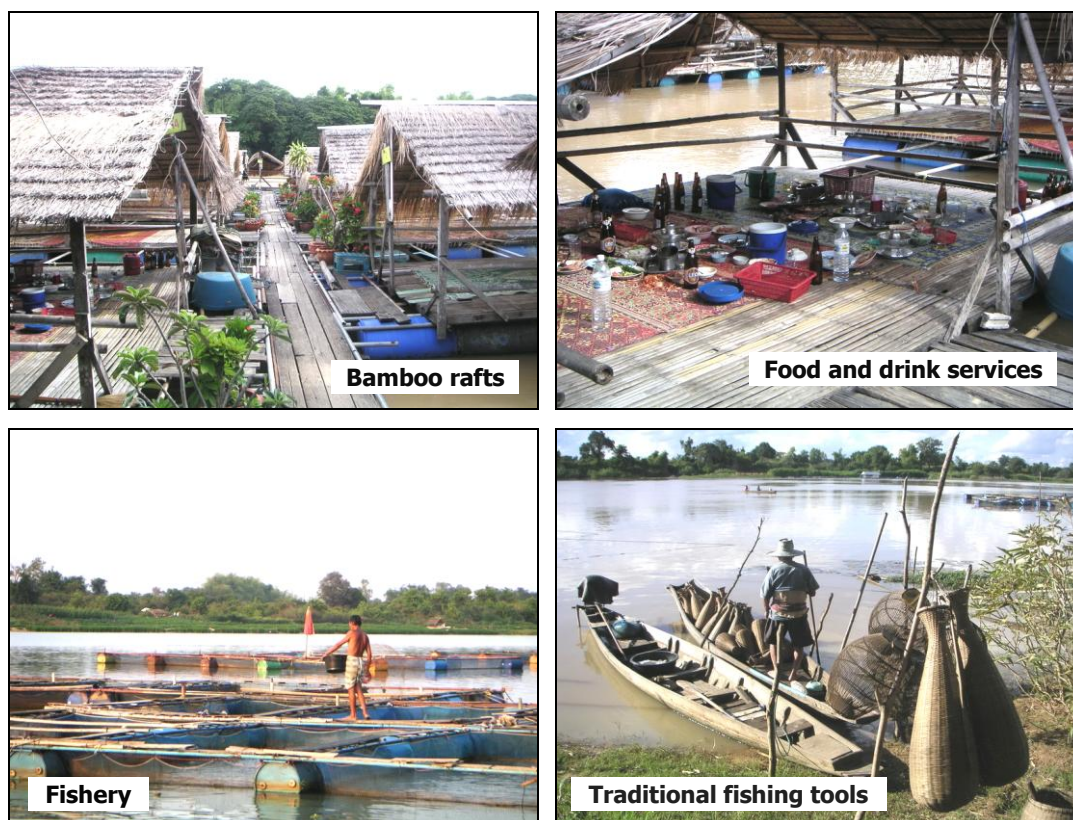 Bamboo rafts
Food and drink services
Fishery
Traditional fishing tools